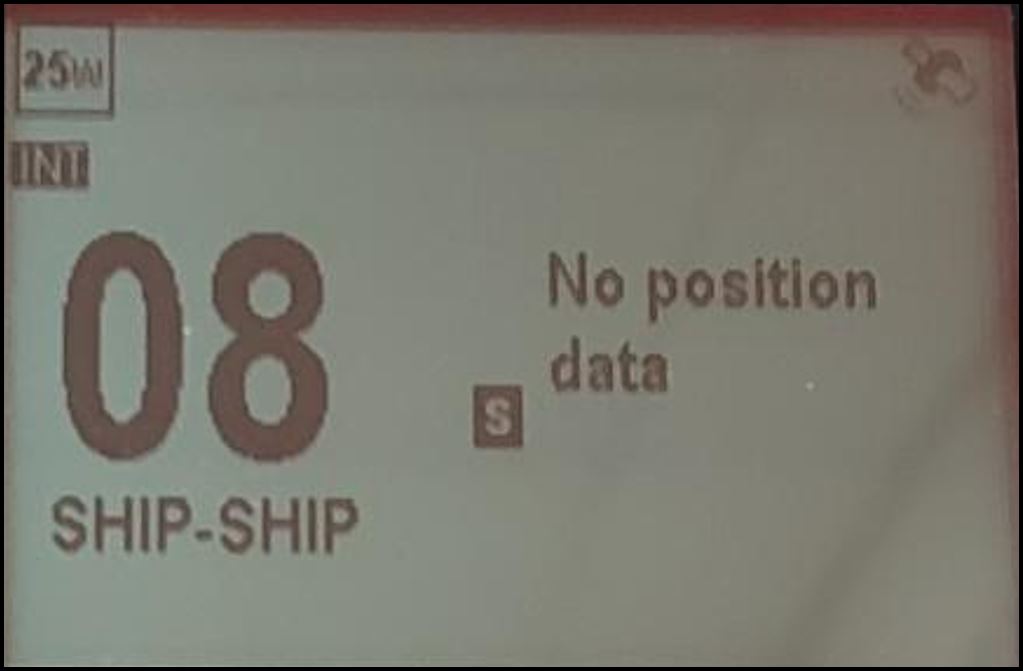 25W
INT
08
No position
data
S
SHIP-SHIP